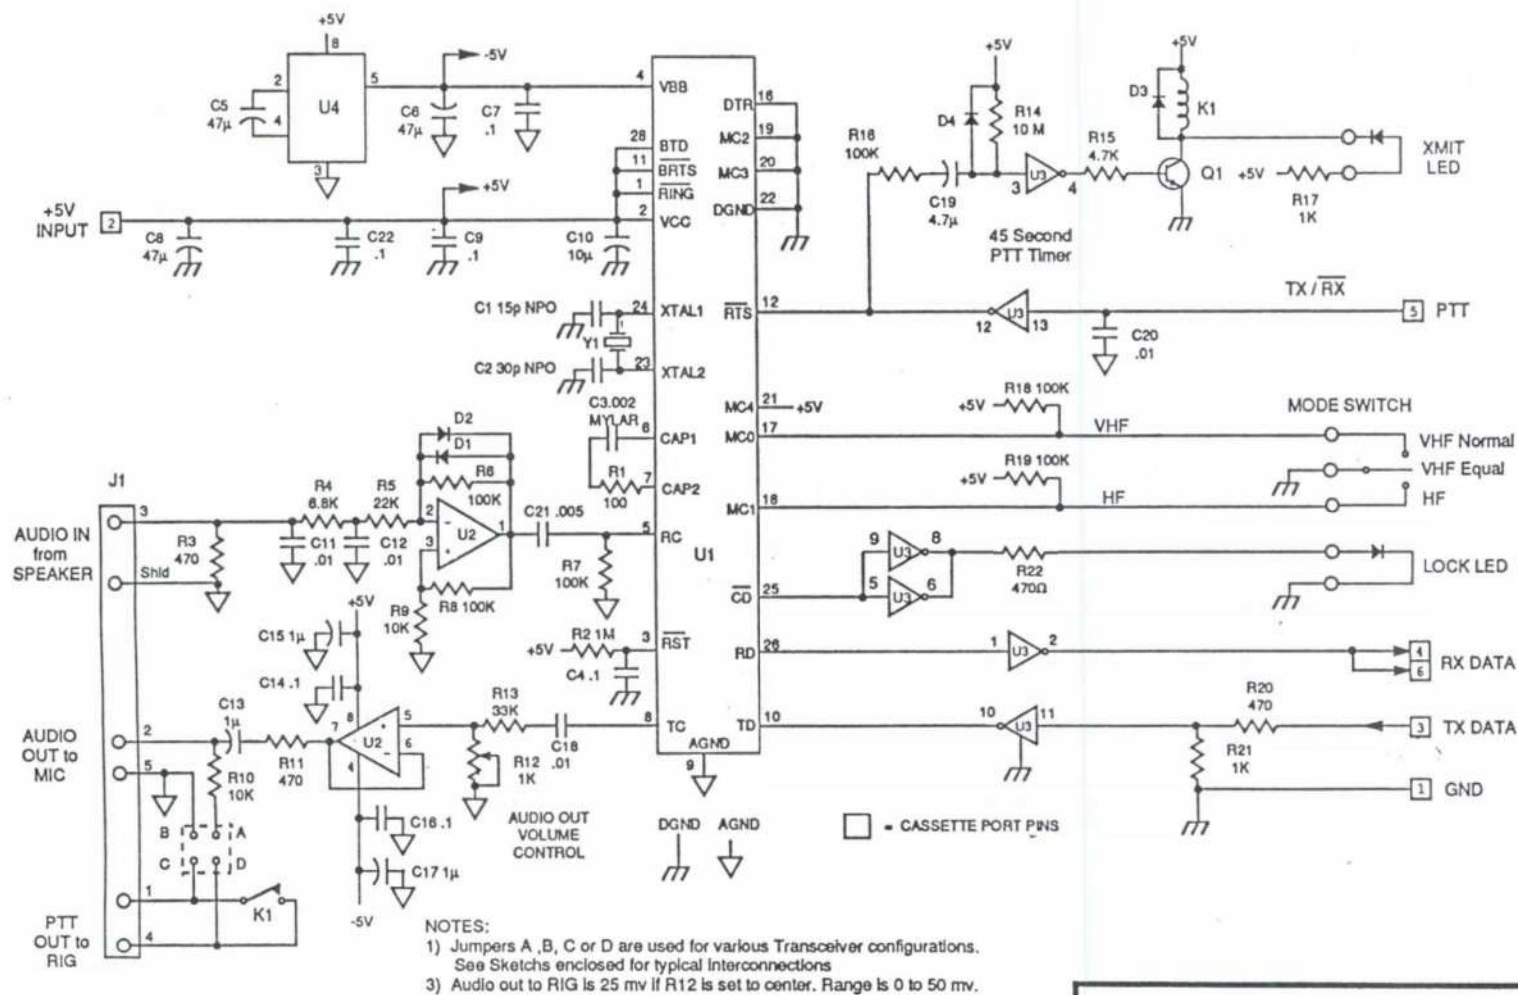 +5V
8
2
5
-5V
4
VBB
C5
47µ
U4
C6
47µ
C7
.1
4
3
DTR
16
MC2
19
MC3
20
DGND
22
28
BTD
11
BRTS
1
RING
2
VCC
+5V
+5V
INPUT
2
C8
47µ
C22
.1
C9
.1
C10
10µ
R16
100K
C19
4.7µ
+5V
D4
R14
10 M
3
U3
4
R15
4.7K
+5V
D3
K1
Q1
+5V
R17
1K
XMIT
LED
45 Second
PTT Timer
C1 15p NPO
24
XTAL1
1
Y1
C2 30p NPO
23
XTAL2
RTS
12
12
U3
13
TX / RX
C20
.01
5
PTT
C3.002
MYLAR
6
CAP1
R1
100
7
CAP2
MC4
21
+5V
MC0
17
+5V
R18 100K
VHF
MODE SWITCH
VHF Normal
VHF Equal
HF
+5V
R19 100K
MC1
18
HF
D2
D1
R6
100K
J1
3
R4
6.8K
R5
22K
2
-
U2
1
3
+
C21 .005
5
RC
U1
AUDIO IN
from
SPEAKER
R3
470
Shld
C11
.01
C12
.01
R7
100K
R8 100K
R9
10K
9
U3
8
5
U3
6
R22
470Ω
LOCK LED
CD
25
+5V
C15 1µ
C14 .1
+5V
R2 1M
3
RST
C4 .1
RD
26
1
U3
2
4
6
RX DATA
C13
1µ
2
R11
470
7
8
U2
+
5
-
6
4
R13
33K
C18
.01
8
TC
TD
10
10
U3
11
R20
470
3
TX DATA
AUDIO
OUT to
MIC
5
R10
10K
R12
1K
AGND
9
R21
1K
1
GND
B
A
C
D
C16 .1
C17 1µ
-5V
AUDIO OUT
VOLUME
CONTROL
DGND
AGND
= CASSETTE PORT PINS
1
K1
4
PTT
OUT to
RIG
NOTES:
1) Jumpers A ,B, C or D are used for various Transceiver configurations.
See Sketchs enclosed for typical Interconnections
3) Audio out to RIG is 25 mv if R12 is set to center. Range is 0 to 50 mv.